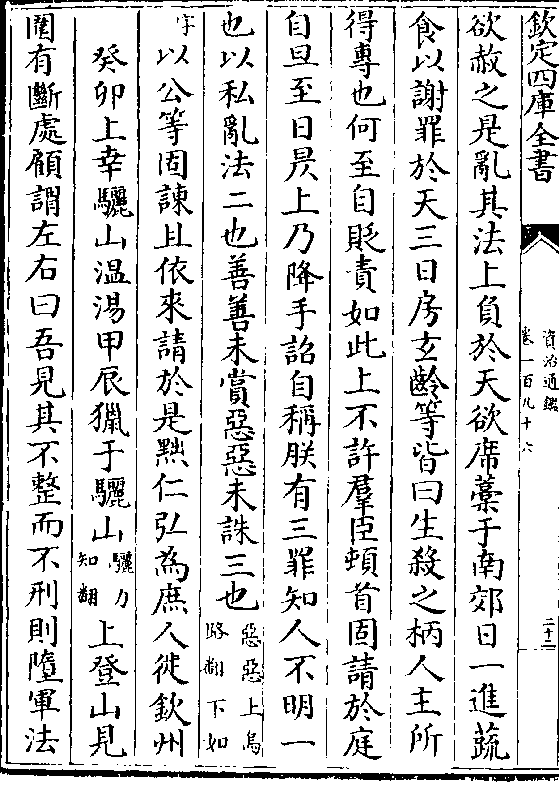 欽定四庫全書
資治通鑑
卷一百九十六
二十二
欲赦之是亂其法上負於天欲席藁于南郊日一進蔬
食以謝罪於天三日房玄齡等皆曰生殺之柄人主所
得專也何至自貶責如此上不許羣臣頓首固請於庭
自旦至日昃上乃降手詔自稱朕有三罪知人不明一
也以私亂法二也善善未賞惡惡未誅三也惡惡上烏
路翻下如
字以公等固諫且依來請於是黜仁弘為庶人徙欽州
癸卯上幸驪山温湯甲辰獵于驪山驪力
知翻上登山見
圍有斷處顧謂左右曰吾見其不整而不刑則隳軍法